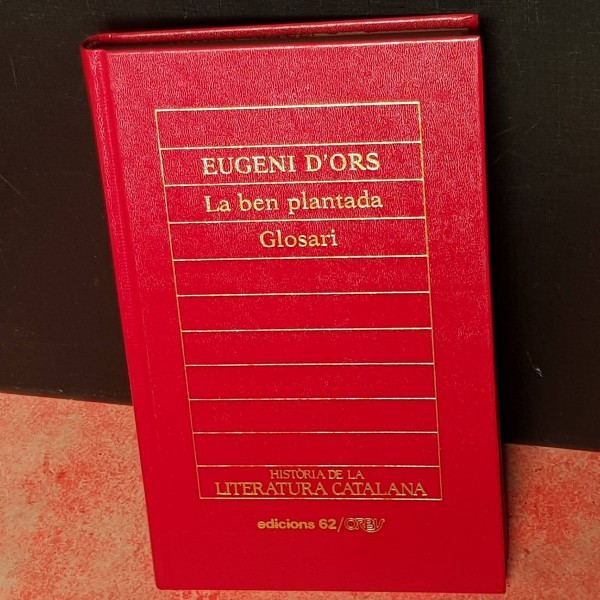 EUGENI D'ORS
La ben plantada
Glosari
HISTÒRIA DE LA
LITERATURA CATALANA
edicions 62/ORBIS